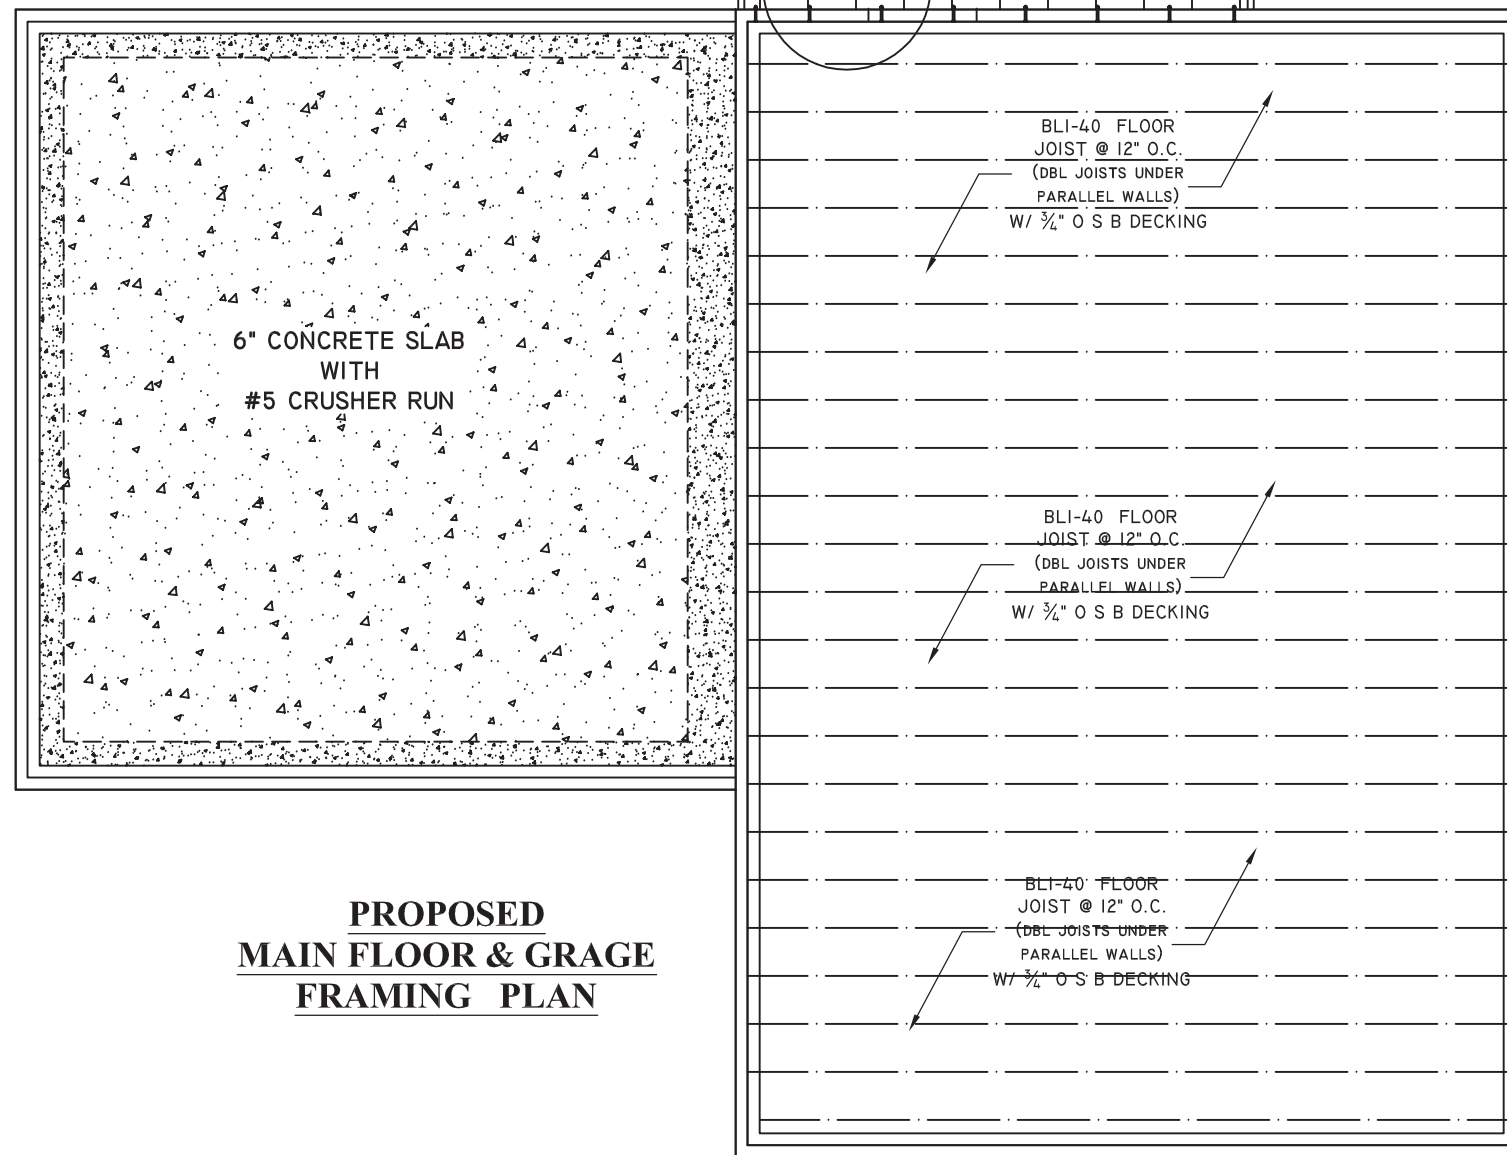 BLI-40 FLOOR
JOIST @ 12" O.C.
(DBL JOISTS UNDER
PARALLEL WALLS)
W/ ¾" O S B DECKING
6" CONCRETE SLAB
WITH
#5 CRUSHER RUN
BLI-40 FLOOR
JOIST @ 12" O.C.
(DBL JOISTS UNDER
PARALLEL WALLS)
W/ ¾" O S B DECKING
BLI-40 FLOOR
JOIST @ 12" O.C.
(DBL JOISTS UNDER
PARALLEL WALLS)
W/ ¾" O S B DECKING
PROPOSED
MAIN FLOOR & GRAGE
FRAMING PLAN